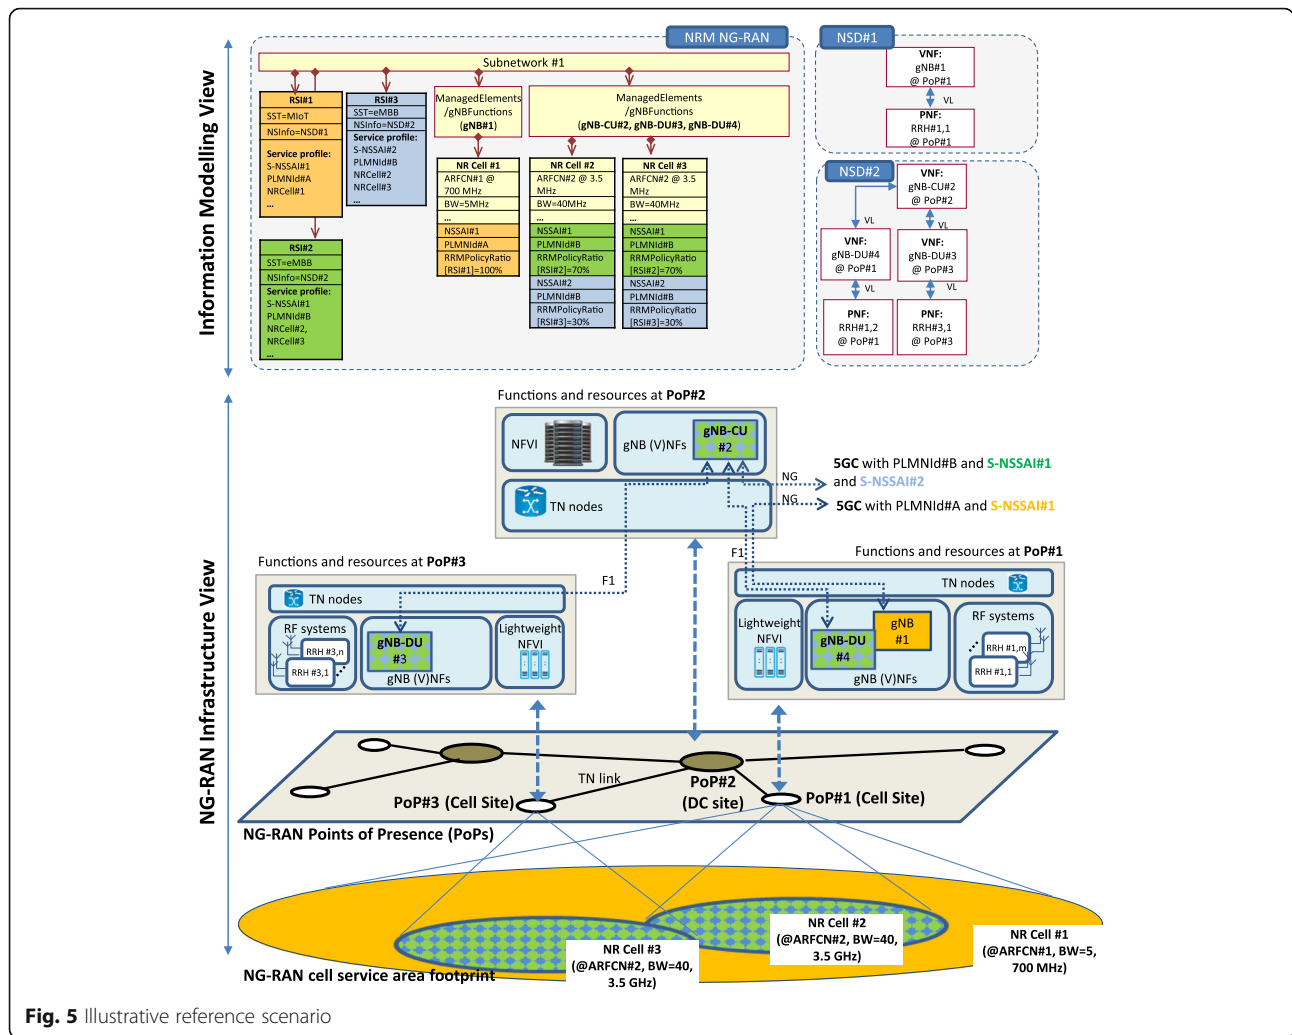 Information Modelling View
NRM NG-RAN
Subnetwork #1
RSI#1
SST=MIoT
NSInfo=NSD#1
Service profile:
S-NSSAI#1
PLMNId#A
NRCell#1
...
RSI#3
SST=eMBB
NSInfo=NSD#2
Service profile:
S-NSSAI#2
PLMNId#B
NRCell#2
NRCell#3
...
RSI#2
SST=eMBB
NSInfo=NSD#2
Service profile:
S-NSSAI#1
PLMNId#B
NRCell#2,
NRCell#3
...
ManagedElements
/gNBFunctions
(gNB#1)
ManagedElements
/gNBFunctions
(gNB-CU#2, gNB-DU#3, gNB-DU#4)
NR Cell #1
ARFCN#1 @
700 MHz
BW=5MHz
...
NSSAI#1
PLMNId#A
RRMPolicyRatio
[RSI#1]=100%
NR Cell #2
ARFCN#2 @ 3.5
MHz
BW=40MHz
...
NSSAI#1
PLMNId#B
RRMPolicyRatio
[RSI#2]=70%
NSSAI#2
PLMNId#B
RRMPolicyRatio
[RSI#3]=30%
NR Cell #3
ARFCN#2 @ 3.5
MHz
BW=40MHz
...
NSSAI#1
PLMNId#B
RRMPolicyRatio
[RSI#2]=70%
NSSAI#2
PLMNId#B
RRMPolicyRatio
[RSI#3]=30%
NSD#1
VNF:
gNB#1
@ PoP#1
VL
PNF:
RRH#1,1
@ PoP#1
NSD#2
VNF:
gNB-CU#2
@ PoP#2
VL
VL
VNF:
gNB-DU#4
@ PoP#1
VNF:
gNB-DU#3
@ PoP#3
VL
VL
PNF:
RRH#1,2
@ PoP#1
PNF:
RRH#3,1
@ PoP#3
NG-RAN Infrastructure View
Functions and resources at PoP#2
NFVI
gNB (V)NFs
gNB-CU
#2
TN nodes
NG
NG
5GC with PLMNId#B and S-NSSAI#1
and S-NSSAI#2
5GC with PLMNId#A and S-NSSAI#1
Functions and resources at PoP#3
F1
TN nodes
RF systems
RRH #3,n
RRH #3,1
gNB-DU
#3
gNB (V)NFs
Lightweight
NFVI
Functions and resources at PoP#1
F1
TN nodes
Lightweight
NFVI
gNB
#1
gNB-DU
#4
gNB (V)NFs
RF systems
RRH #1,m
RRH #1,1
TN link
PoP#3 (Cell Site)
PoP#2
(DC site)
PoP#1 (Cell Site)
NG-RAN Points of Presence (PoPs)
NR Cell #2
(@ARFCN#2, BW=40,
3.5 GHz)
NR Cell #1
(@ARFCN#1, BW=5,
700 MHz)
NR Cell #3
(@ARFCN#2, BW=40,
3.5 GHz)
NG-RAN cell service area footprint
Fig. 5 Illustrative reference scenario